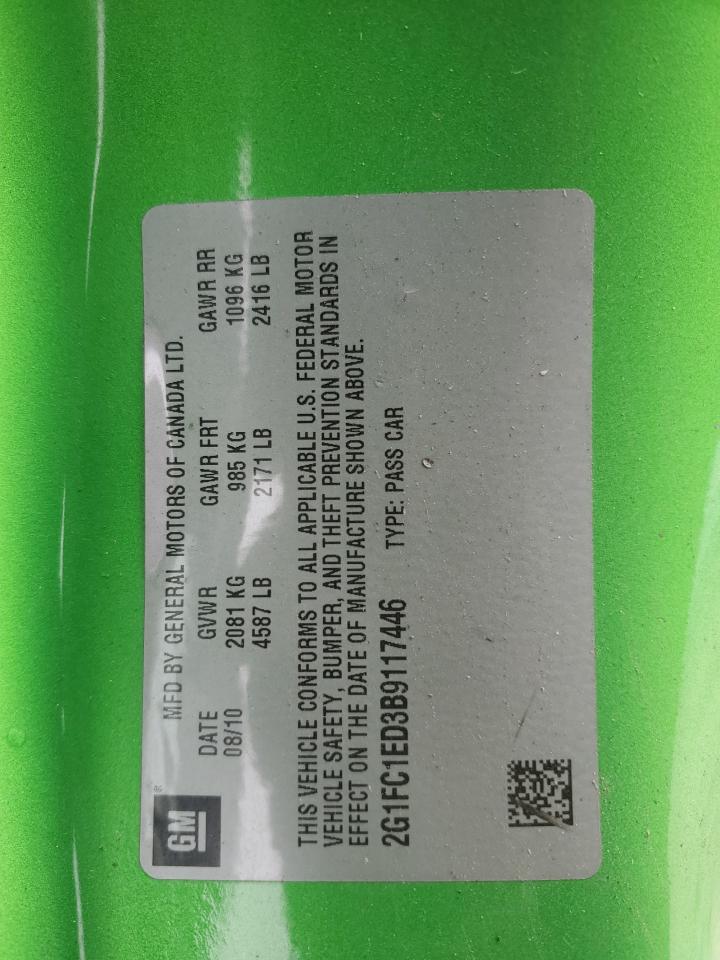 GM
MFD BY GENERAL MOTORS OF CANADA LTD.
DATE GVWR GAWR FRT GAWR RR
08/10 2081 KG 985 KG 1096 KG
4587 LB 2171 LB 2416 LB
THIS VEHICLE CONFORMS TO ALL APPLICABLE U.S. FEDERAL MOTOR
VEHICLE SAFETY, BUMPER, AND THEFT PREVENTION STANDARDS IN
EFFECT ON THE DATE OF MANUFACTURE SHOWN ABOVE.
2G1FC1ED3B9117446 TYPE: PASS CAR